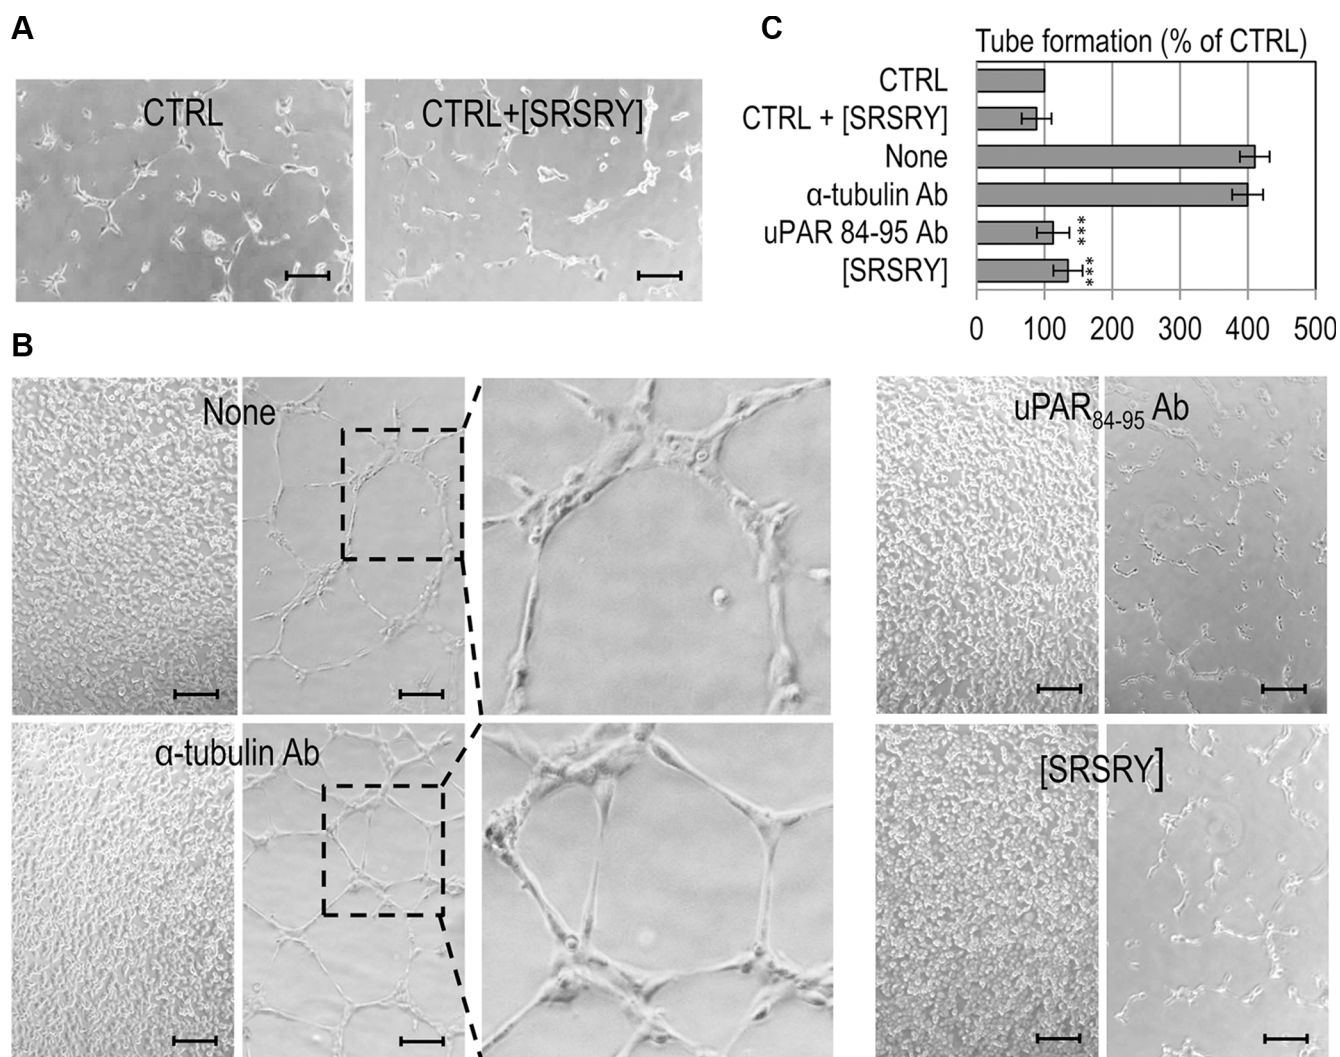 A
CTRL
CTRL+[SRSRY]
C
Tube formation (% of CTRL)
CTRL
CTRL + [SRSRY]
None
α-tubulin Ab
uPAR 84-95 Ab
***
[SRSRY]
***
0 100 200 300 400 500
B
None
α-tubulin Ab
uPAR84-95 Ab
[SRSRY]